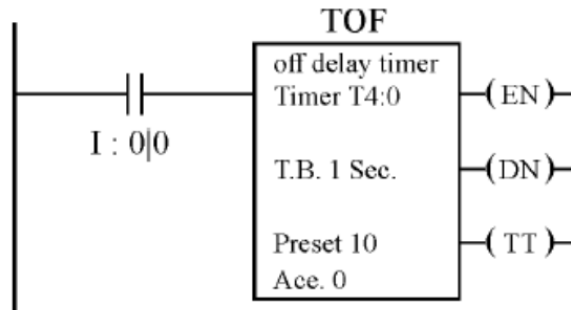 TOF
off delay timer
Timer T4:0
(EN)
I : 0|0
T.B. 1 Sec.
(DN)
Preset 10
(TT)
Ace. 0